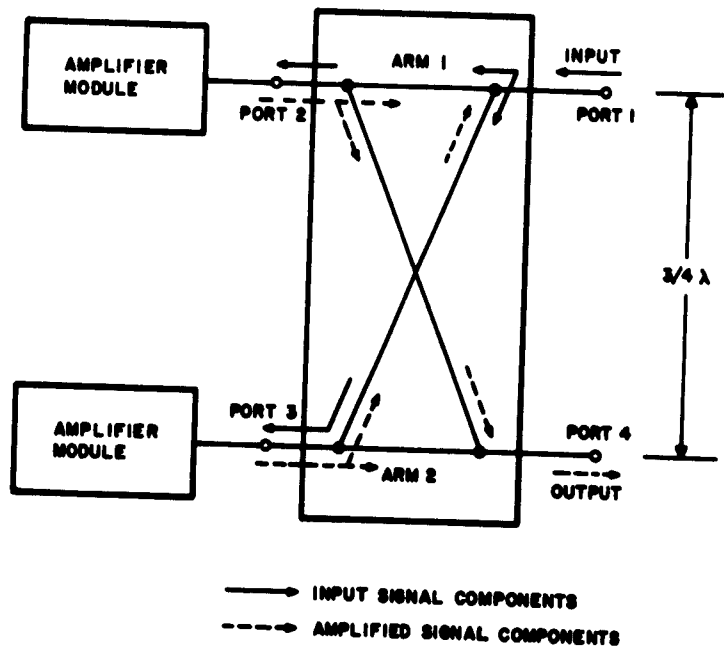 AMPLIFIER
MODULE
PORT 2
ARM 1
INPUT
PORT 1
3/4 λ
AMPLIFIER
MODULE
PORT 3
ARM 2
PORT 4
OUTPUT
INPUT SIGNAL COMPONENTS
AMPLIFIED SIGNAL COMPONENTS